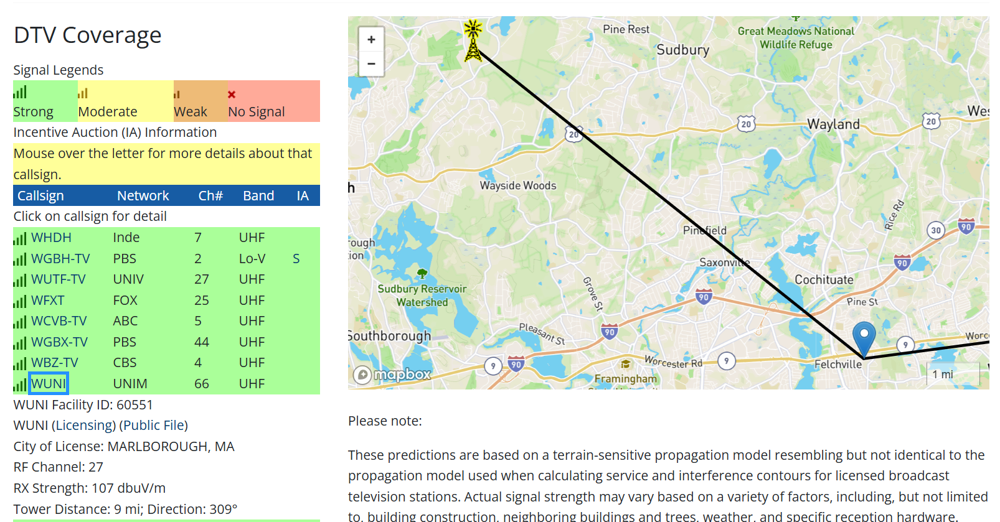 DTV Coverage
Signal Legends
Strong Moderate Weak No Signal
Incentive Auction (IA) Information
Mouse over the letter for more details about that
callsign.
Callsign Network Ch# Band IA
Click on callsign for detail
WHDH Inde 7 UHF
WGBH-TV PBS 2 Lo-V S
WUTF-TV UNIV 27 UHF
WFXT FOX 25 UHF
WCVB-TV ABC 5 UHF
WGBX-TV PBS 44 UHF
WBZ-TV CBS 4 UHF
WUNI UNIM 66 UHF
WUNI Facility ID: 60551
WUNI (Licensing) (Public File)
City of License: MARLBOROUGH, MA
RF Channel: 27
RX Strength: 107 dbuV/m
Tower Distance: 9 mi; Direction: 309°
+
−
Pine Rest
Sudbury
Great Meadows National
Wildlife Refuge
Wes
20
Wayland
20
20
h
Wayside Woods
Rice Rd
30
90
Pinefield
rough
ion
Saxonville
90
Cochituate
Sudbury Reservoir
Watershed
Grove St
90
Pine St
Southborough
Pleasant St
90
9
Worc
9
90
Worcester Rd
9
Felchville
1 mi
Framingham
State University
mapbox
Please note:
These predictions are based on a terrain-sensitive propagation model resembling but not identical to the
propagation model used when calculating service and interference contours for licensed broadcast
television stations. Actual signal strength may vary based on a variety of factors, including, but not limited
to, building construction, neighboring buildings and trees, weather, and specific reception hardware.